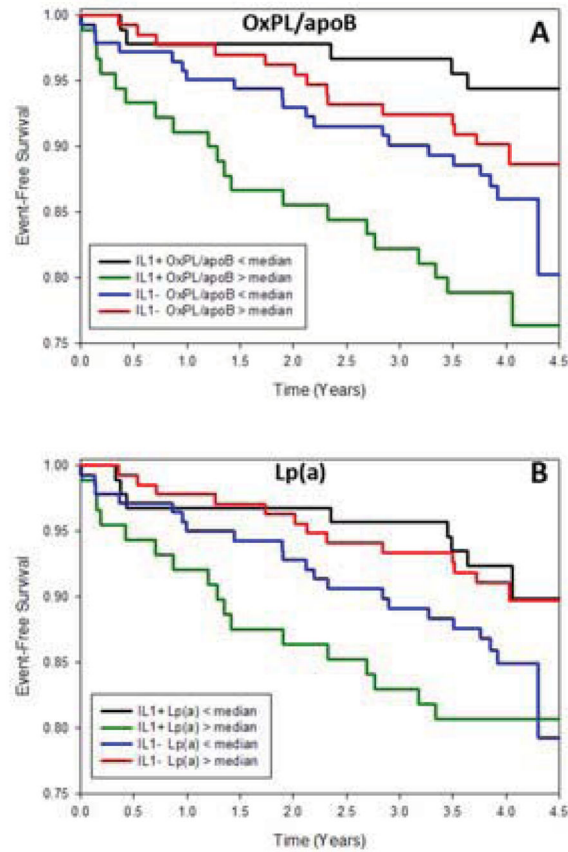 OxPL/apoB
A
1.00
0.95
0.90
0.85
0.80
0.75
Event-Free Survival
IL1+ OxPL/apoB < median
IL1+ OxPL/apoB > median
IL1- OxPL/apoB < median
IL1- OxPL/apoB > median
0.0 0.5 1.0 1.5 2.0 2.5 3.0 3.5 4.0 4.5
Time (Years)
Lp(a)
B
1.00
0.95
0.90
0.85
0.80
0.75
Event-Free Survival
IL1+ Lp(a) < median
IL1+ Lp(a) > median
IL1- Lp(a) < median
IL1- Lp(a) > median
0.0 0.5 1.0 1.5 2.0 2.5 3.0 3.5 4.0 4.5
Time (Years)